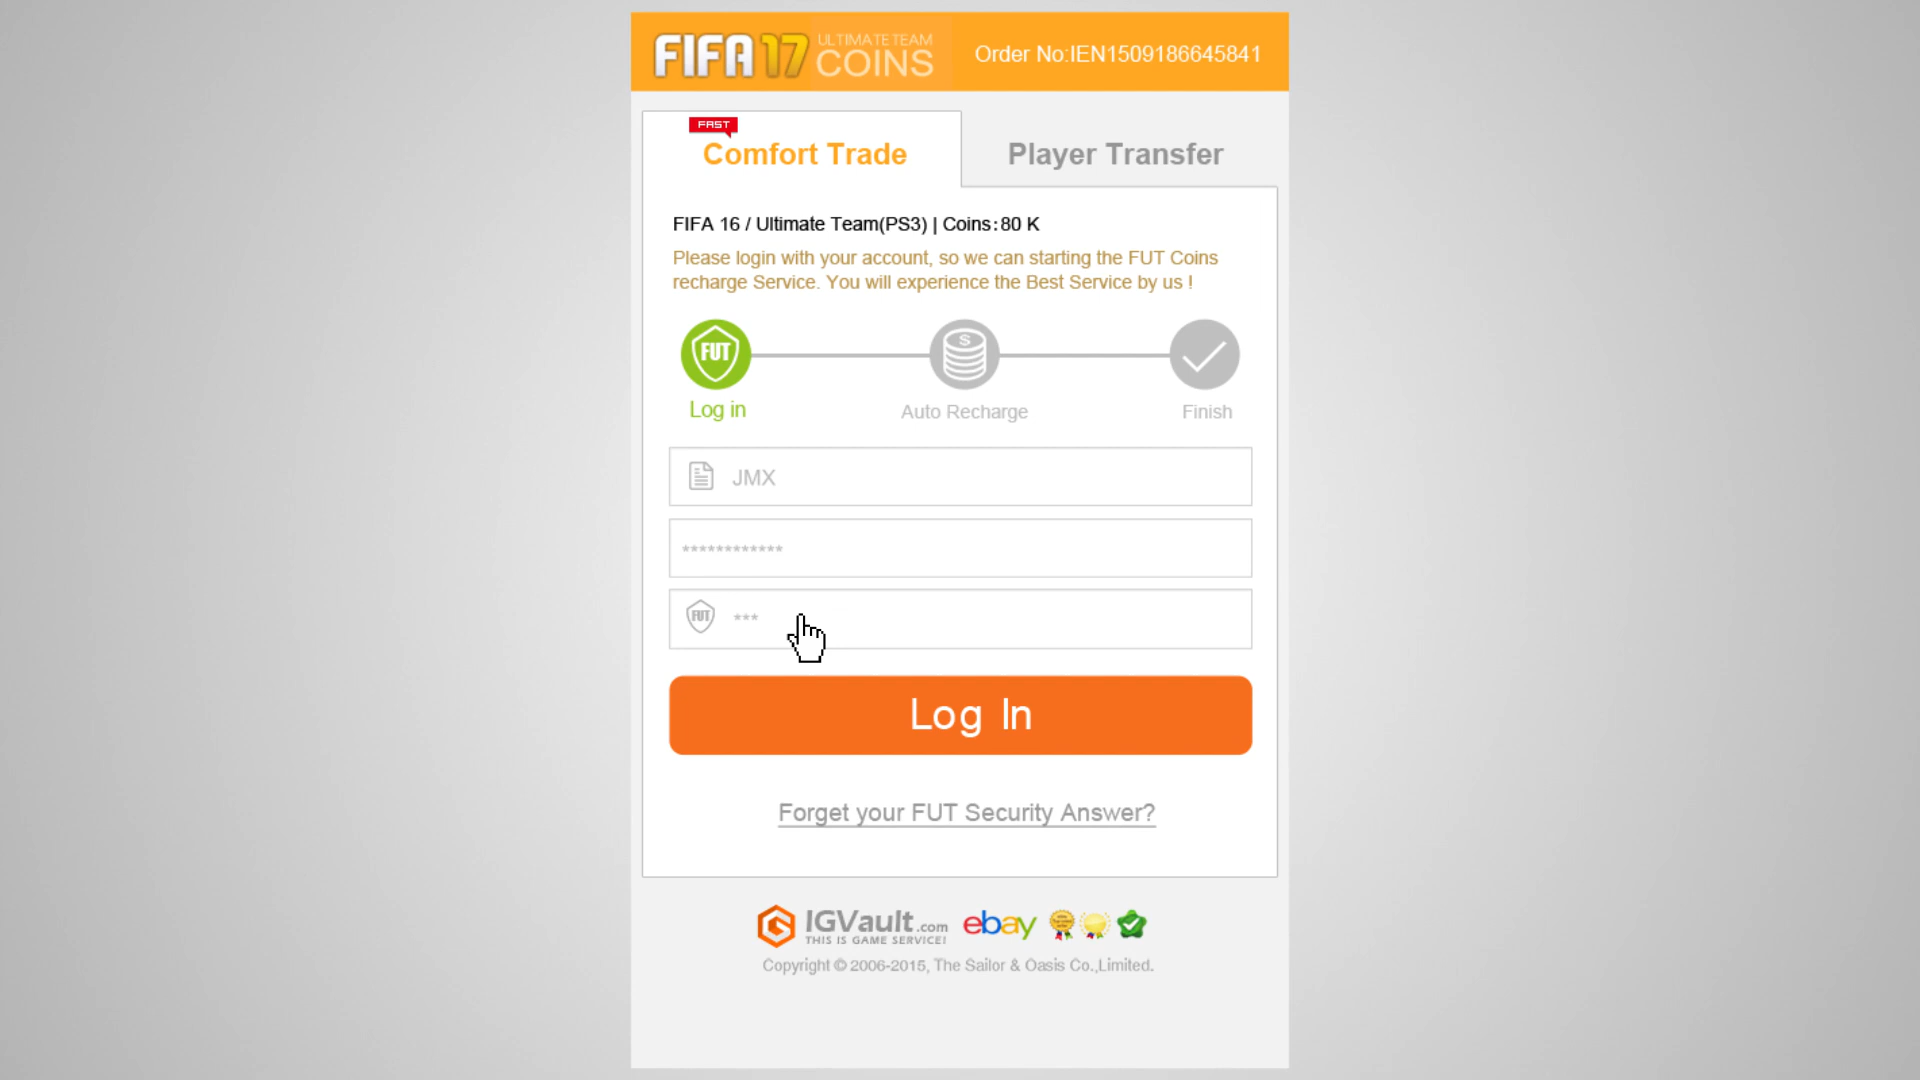 FIFA 17 ULTIMATE TEAM COINS
Order No:IEN1509186645841
FAST
Comfort Trade
Player Transfer
FIFA 16 / Ultimate Team(PS3) | Coins:80 K
Please login with your account, so we can starting the FUT Coins
recharge Service. You will experience the Best Service by us !
FUT
$
Log in
Auto Recharge
Finish
JMX
************
FUT
***
Log In
Forget your FUT Security Answer?
IGVault.com
THIS IS GAME SERVICE!
ebay
Copyright © 2006-2015, The Sailor & Oasis Co.,Limited.